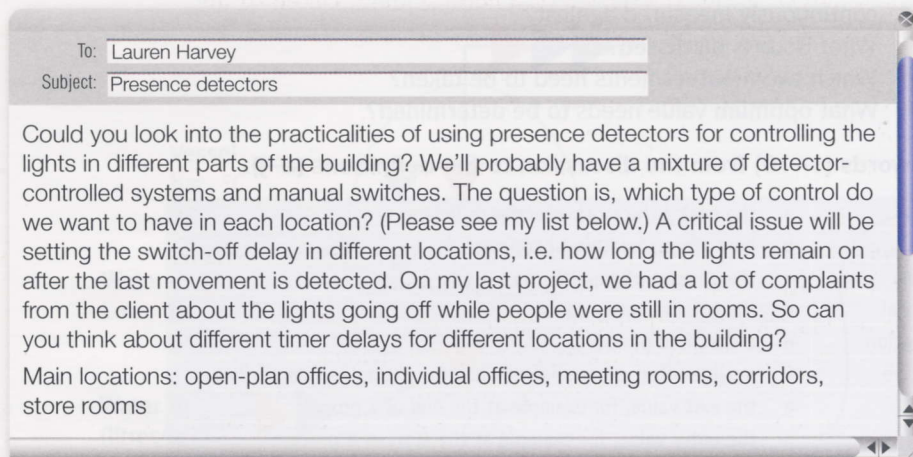 To: Lauren Harvey
Subject: Presence detectors
Could you look into the practicalities of using presence detectors for controlling the
lights in different parts of the building? We'll probably have a mixture of detector-
controlled systems and manual switches. The question is, which type of control do
we want to have in each location? (Please see my list below.) A critical issue will be
setting the switch-off delay in different locations, i.e. how long the lights remain on
after the last movement is detected. On my last project, we had a lot of complaints
from the client about the lights going off while people were still in rooms. So can
you think about different timer delays for different locations in the building?
Main locations: open-plan offices, individual offices, meeting rooms, corridors,
store rooms